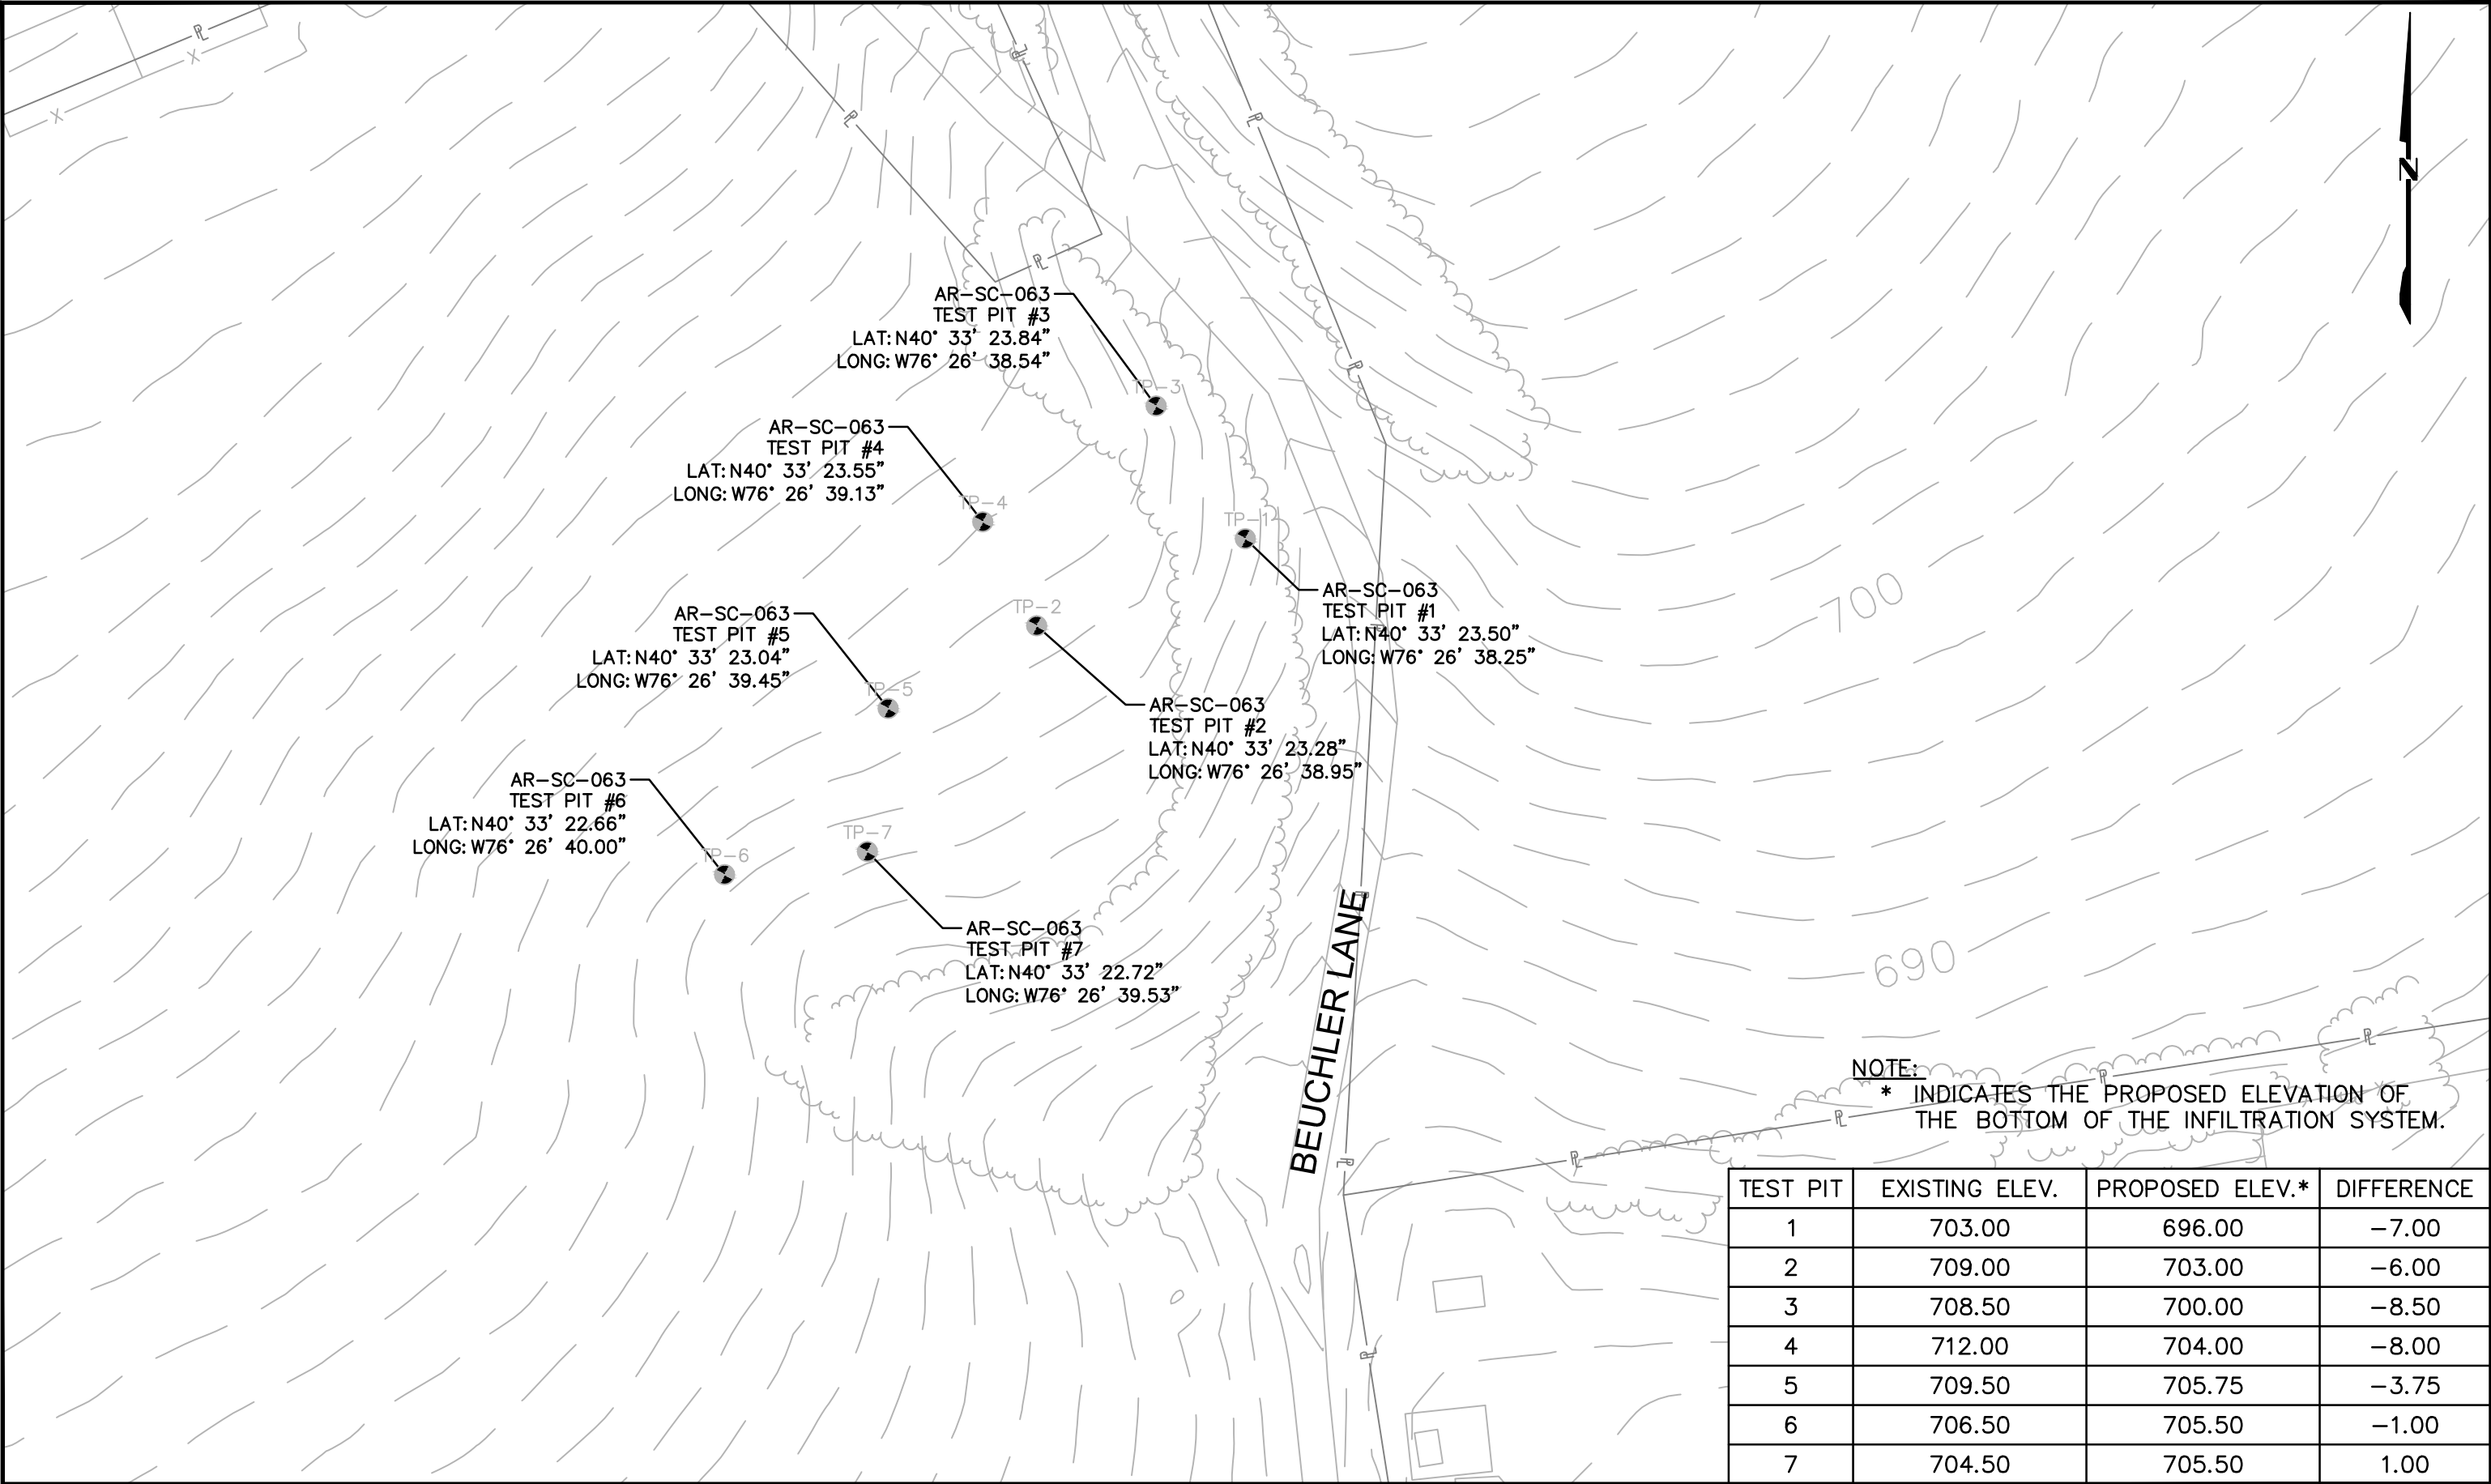 N
AR-SC-063
TEST PIT #3
LAT: N40° 33' 23.84"
LONG: W76° 26' 38.54"
TP-3
AR-SC-063
TEST PIT #4
LAT: N40° 33' 23.55"
LONG: W76° 26' 39.13"
TP-4
TP-1
AR-SC-063
TEST PIT #1
LAT: N40° 33' 23.50"
LONG: W76° 26' 38.25"
700
TP-2
AR-SC-063
TEST PIT #5
LAT: N40° 33' 23.04"
LONG: W76° 26' 39.45"
TP-5
AR-SC-063
TEST PIT #2
LAT: N40° 33' 23.28"
LONG: W76° 26' 38.95"
AR-SC-063
TEST PIT #6
LAT: N40° 33' 22.66"
LONG: W76° 26' 40.00"
TP-6
TP-7
AR-SC-063
TEST PIT #7
LAT: N40° 33' 22.72"
LONG: W76° 26' 39.53"
BEUCHLER LANE
690
NOTE:
* INDICATES THE PROPOSED ELEVATION OF
THE BOTTOM OF THE INFILTRATION SYSTEM.
TEST PIT EXISTING ELEV. PROPOSED ELEV.* DIFFERENCE
1 703.00 696.00 -7.00
2 709.00 703.00 -6.00
3 708.50 700.00 -8.50
4 712.00 704.00 -8.00
5 709.50 705.75 -3.75
6 706.50 705.50 -1.00
7 704.50 705.50 1.00